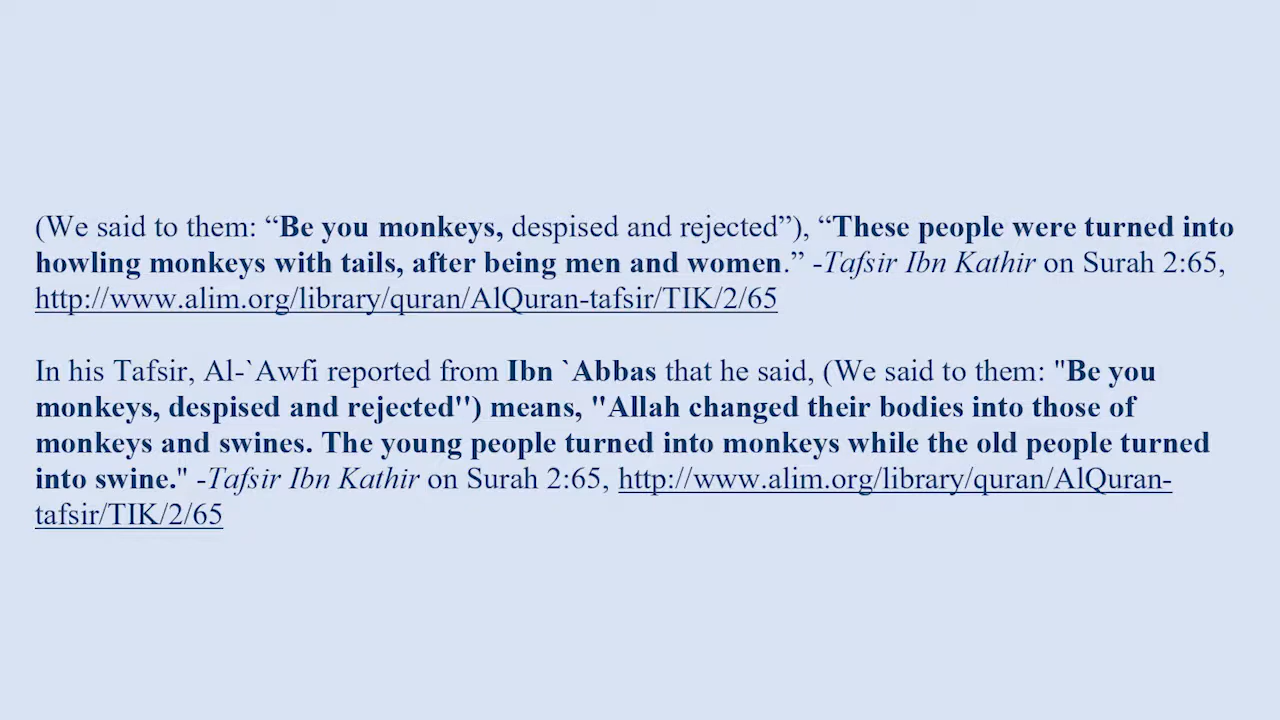 (We said to them: “Be you monkeys, despised and rejected”), “These people were turned into
howling monkeys with tails, after being men and women.” -Tafsir Ibn Kathir on Surah 2:65,
http://www.alim.org/library/quran/AlQuran-tafsir/TIK/2/65
In his Tafsir, Al-`Awfi reported from Ibn `Abbas that he said, (We said to them: "Be you
monkeys, despised and rejected") means, "Allah changed their bodies into those of
monkeys and swines. The young people turned into monkeys while the old people turned
into swine." -Tafsir Ibn Kathir on Surah 2:65, http://www.alim.org/library/quran/AlQuran-
tafsir/TIK/2/65